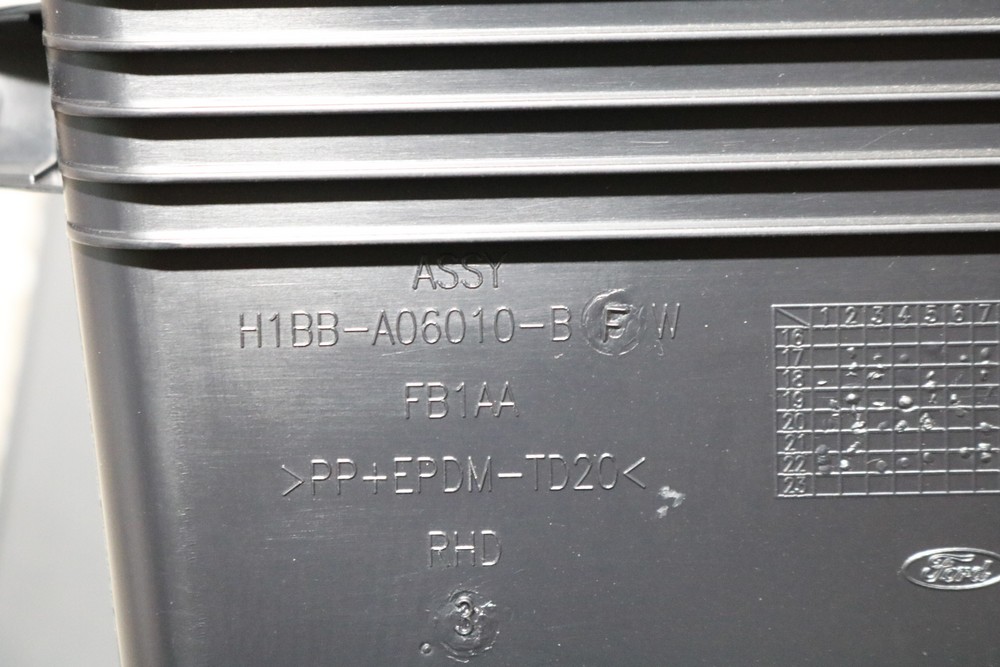 ASSY
H1BB-A06010-B F W
FB1AA
>PP+EPDM-TD20<
RHD
3
1 2 3 4 5 6 7
16
17
18
19
20
21
22
23
Ford